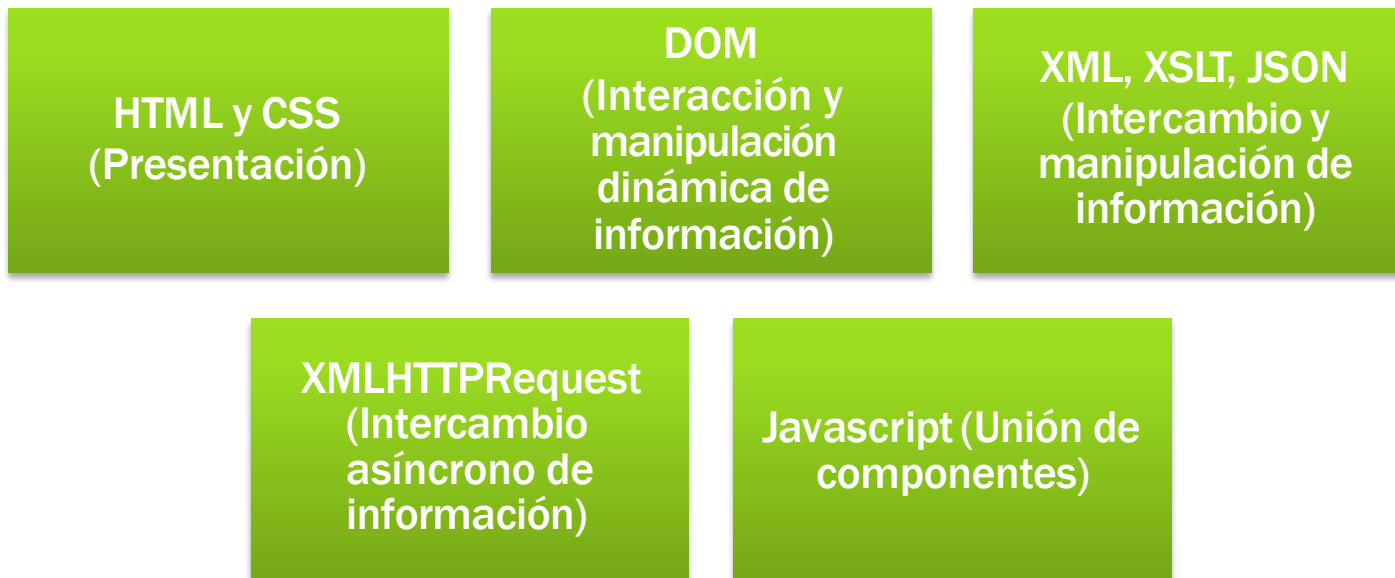 HTML y CSS
(Presentación)
DOM
(Interacción y
manipulación
dinámica de
información)
XML, XSLT, JSON
(Intercambio y
manipulación de
información)
XMLHTTPRequest
(Intercambio
asíncrono de
información)
Javascript (Unión de
componentes)